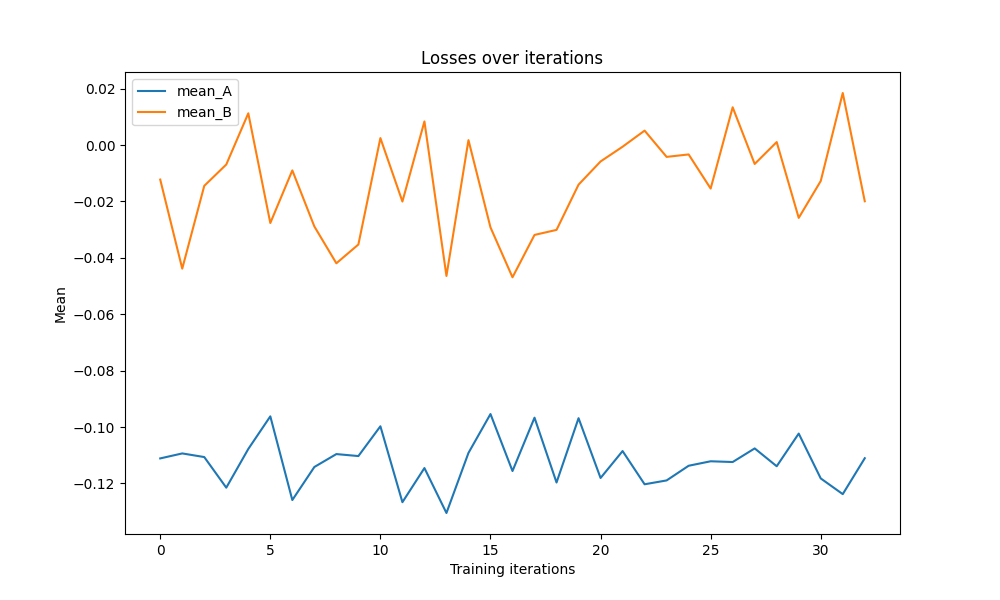 Losses over iterations
mean_A
mean_B
Mean
0.02
0.00
−0.02
−0.04
−0.06
−0.08
−0.10
−0.12
0 5 10 15 20 25 30
Training iterations